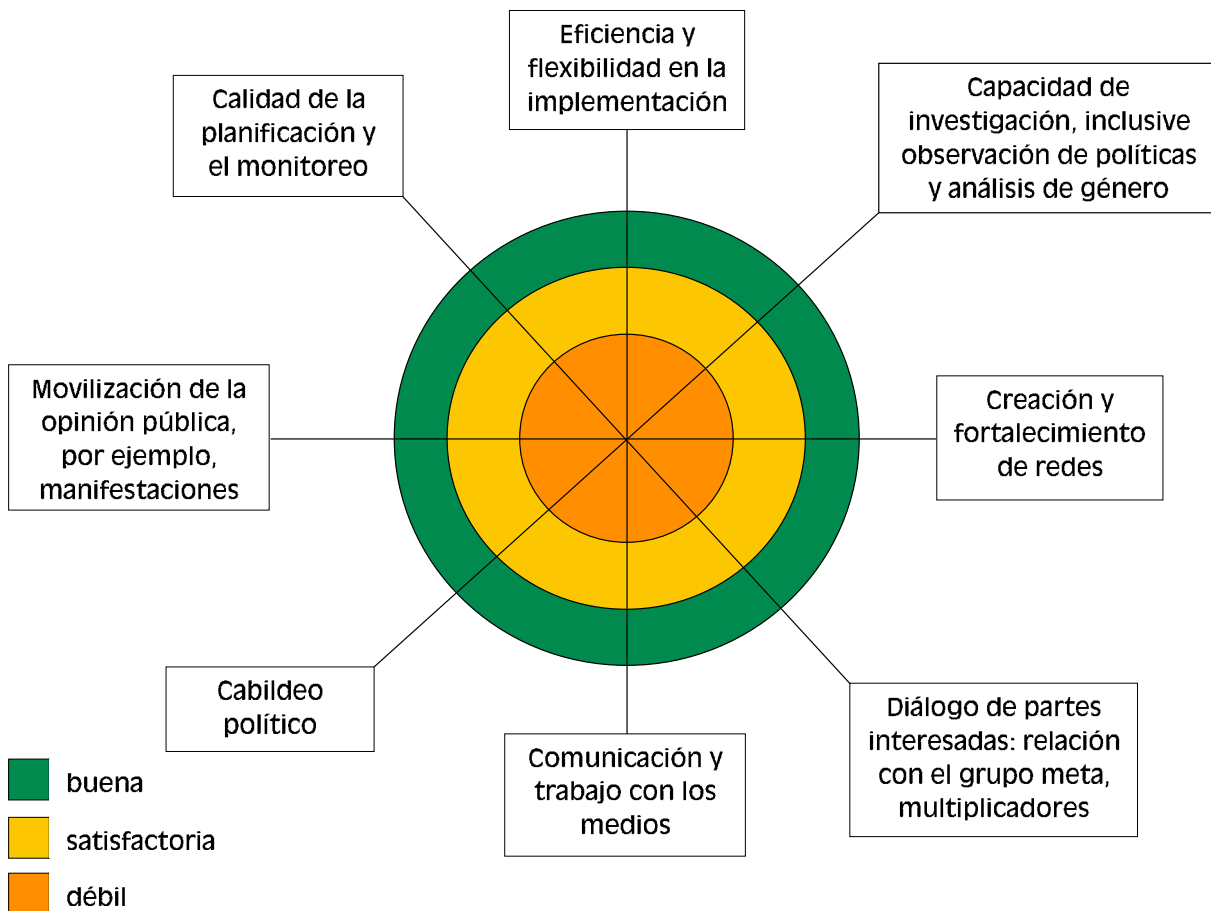 Eficiencia y
flexibilidad en la
implementación
Calidad de la
planificación y
el monitoreo
Capacidad de
investigación, inclusive
observación de políticas
y análisis de género
Movilización de la
opinión pública,
por ejemplo,
manifestaciones
Creación y
fortalecimiento
de redes
Cabildeo
político
Comunicación y
trabajo con los
medios
Diálogo de partes
interesadas: relación
con el grupo meta,
multiplicadores
buena
satisfactoria
débil